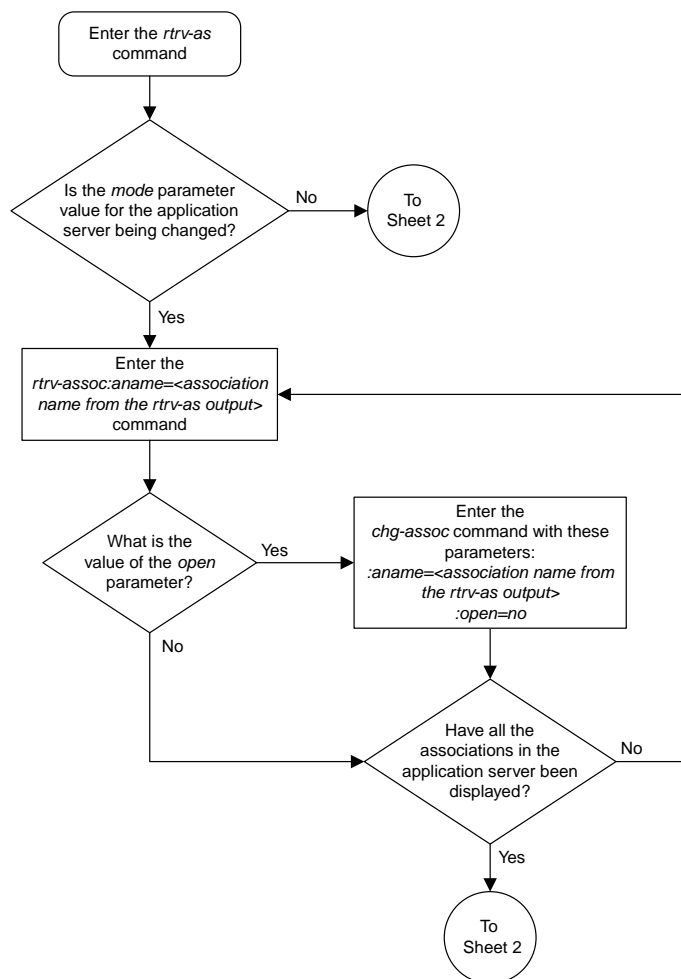 Enter the rtrv-as
command
Is the mode parameter
value for the application
server being changed?
No
To
Sheet 2
Yes
Enter the
rtrv-assoc:aname=<association
name from the rtrv-as output>
command
What is the
value of the open
parameter?
Yes
Enter the
chg-assoc command with these
parameters:
:aname=<association name from
the rtrv-as output>
:open=no
No
Have all the
associations in the
application server been
displayed?
No
Yes
To
Sheet 2